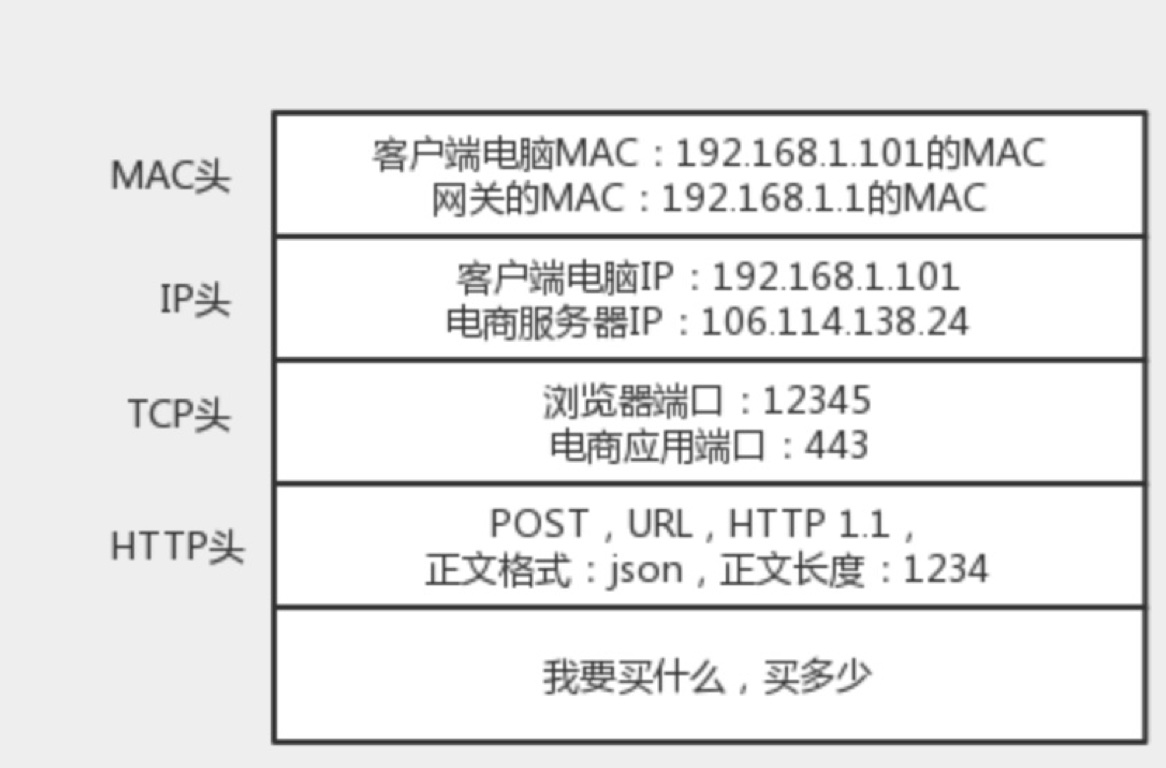 MAC头
客户端电脑MAC：192.168.1.101的MAC
网关的MAC：192.168.1.1的MAC
IP头
客户端电脑IP：192.168.1.101
电商服务器IP：106.114.138.24
TCP头
浏览器端口：12345
电商应用端口：443
HTTP头
POST，URL，HTTP 1.1，
正文格式：json，正文长度：1234
我要买什么，买多少